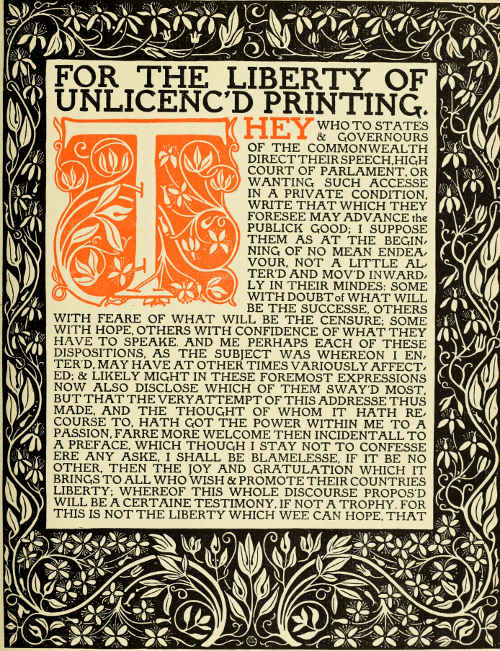 FOR THE LIBERTY OF
UNLICENC'D PRINTING.
THEY WHO TO STATES
& GOVERNOURS
OF THE COMMONWEALTH
DIRECT THEIR SPEECH, HIGH
COURT OF PARLAMENT, OR
WANTING SUCH ACCESSE
IN A PRIVATE CONDITION,
WRITE THAT WHICH THEY
FORESEE MAY ADVANCE the
PUBLICK GOOD; I SUPPOSE
THEM AS AT THE BEGIN-
NING OF NO MEAN ENDEA-
VOUR, NOT A LITTLE AL-
TER'D AND MOV'D INWARD-
LY IN THEIR MINDES: SOME
WITH DOUBT of WHAT WILL
BE THE SUCCESSE, OTHERS
WITH FEARE OF WHAT WILL BE THE CENSURE; SOME
WITH HOPE, OTHERS WITH CONFIDENCE OF WHAT THEY
HAVE TO SPEAKE. AND ME PERHAPS EACH OF THESE
DISPOSITIONS, AS THE SUBJECT WAS WHEREON I EN-
TER'D, MAY HAVE AT OTHER TIMES VARIOUSLY AFFECT-
ED; & LIKELY MIGHT IN THESE FOREMOST EXPRESSIONS
NOW ALSO DISCLOSE WHICH OF THEM SWAY'D MOST,
BUT THAT THE VERY ATTEMPT OF THIS ADDRESSE THUS
MADE, AND THE THOUGHT OF WHOM IT HATH RE-
COURSE TO, HATH GOT THE POWER WITHIN ME TO A
PASSION, FARRE MORE WELCOME THEN INCIDENTALL TO
A PREFACE. WHICH THOUGH I STAY NOT TO CONFESSE
ERE ANY ASKE, I SHALL BE BLAMELESSE, IF IT BE NO
OTHER, THEN THE JOY AND GRATULATION WHICH IT
BRINGS TO ALL WHO WISH & PROMOTE THEIR COUNTRIES
LIBERTY; WHEREOF THIS WHOLE DISCOURSE PROPOS'D
WILL BE A CERTAINE TESTIMONY, IF NOT A TROPHY. FOR
THIS IS NOT THE LIBERTY WHICH WEE CAN HOPE, THAT